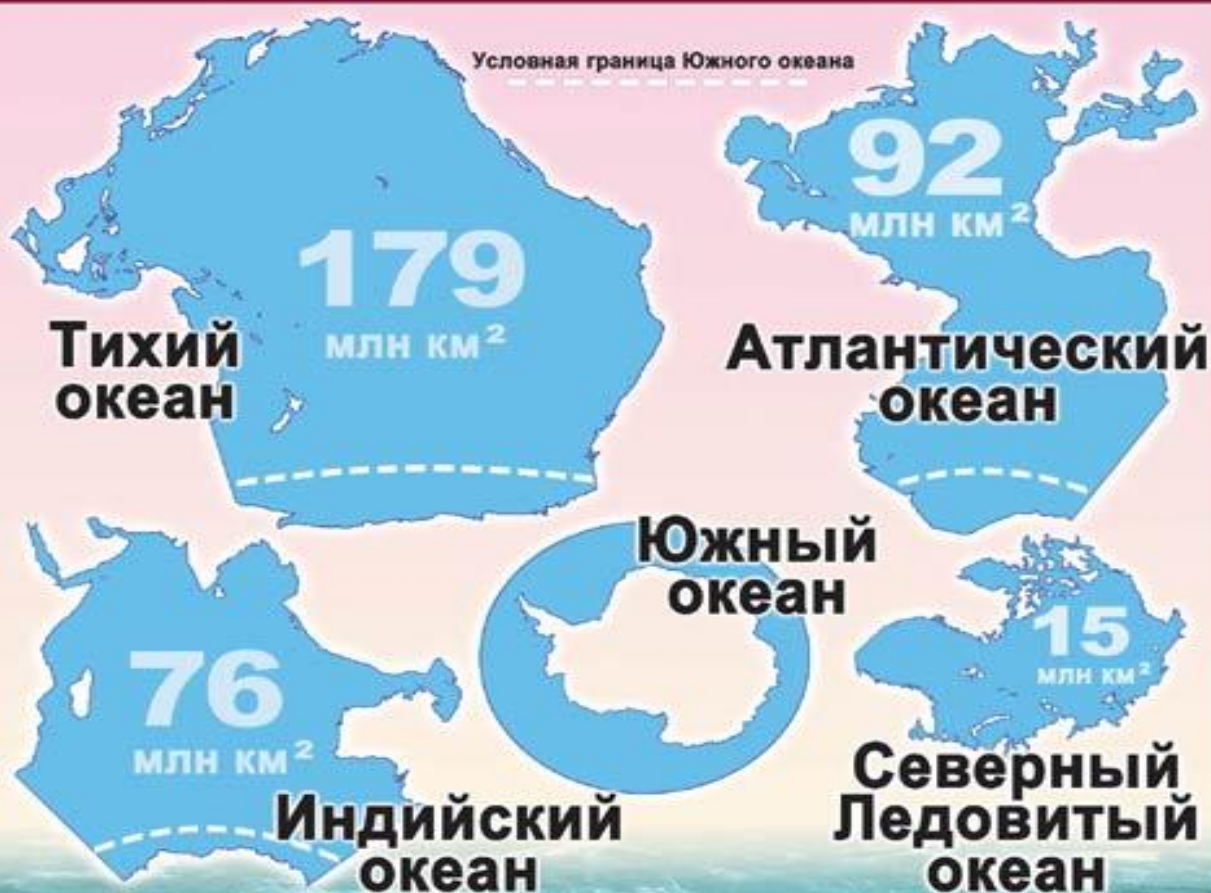 Условная граница Южного океана
179
млн км²
Тихий
океан
92
млн км²
Атлантический
океан
76
млн км²
Индийский
океан
Южный
океан
15
млн км²
Северный
Ледовитый
океан